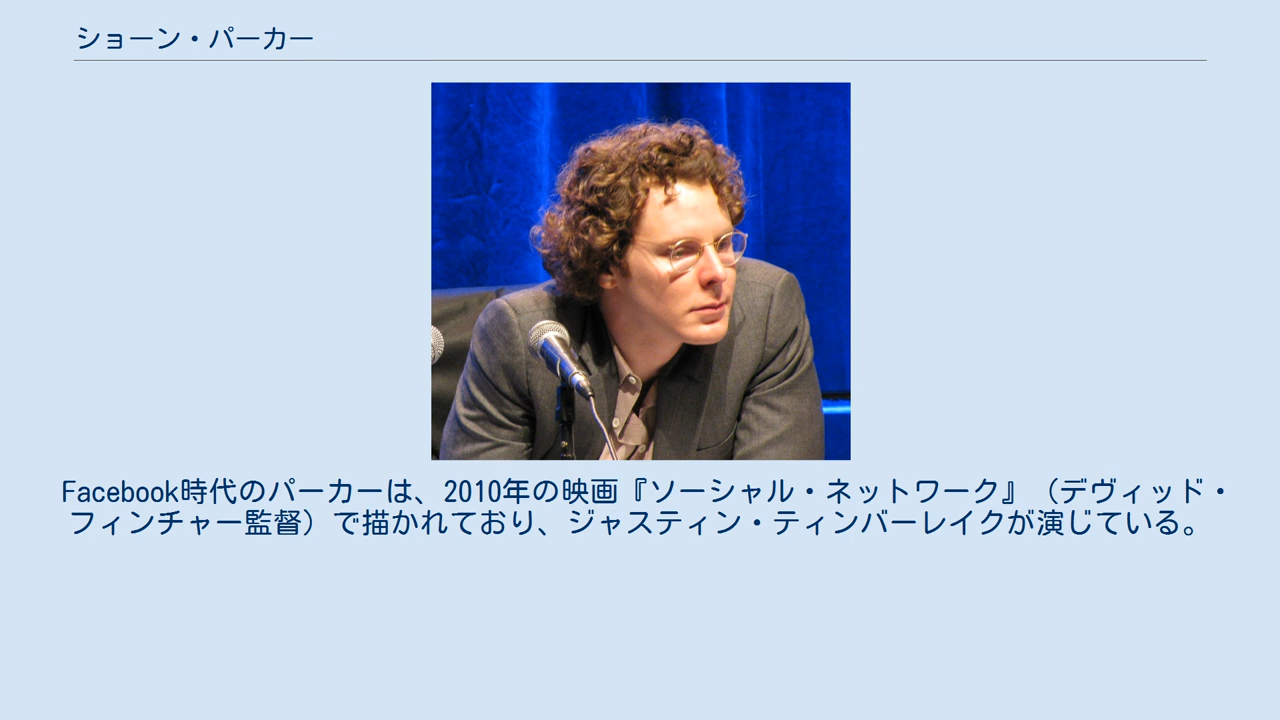 ショーン・パーカー
Facebook時代のパーカーは、2010年の映画『ソーシャル・ネットワーク』（デヴィッド・
フィンチャー監督）で描かれており、ジャスティン・ティンバーレイクが演じている。